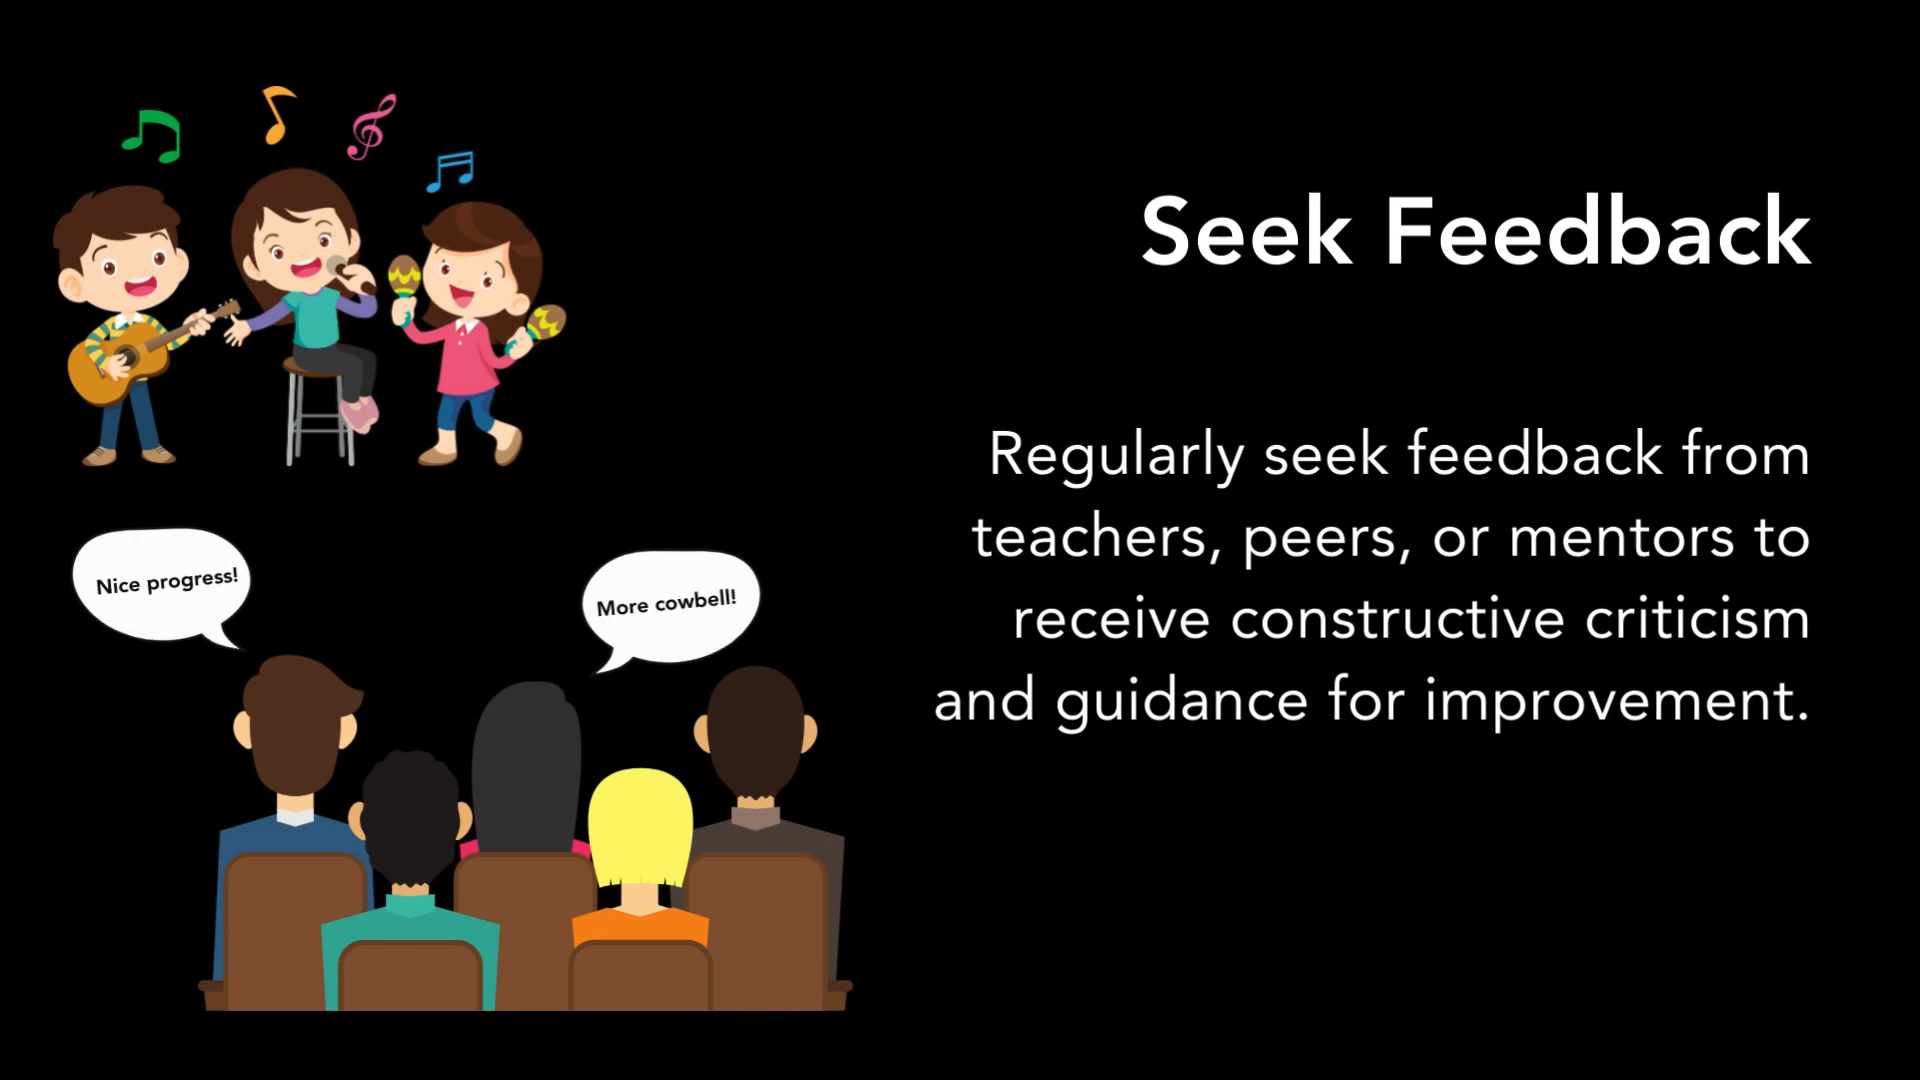 Seek Feedback
Regularly seek feedback from
teachers, peers, or mentors to
receive constructive criticism
and guidance for improvement.
Nice progress!
More cowbell!